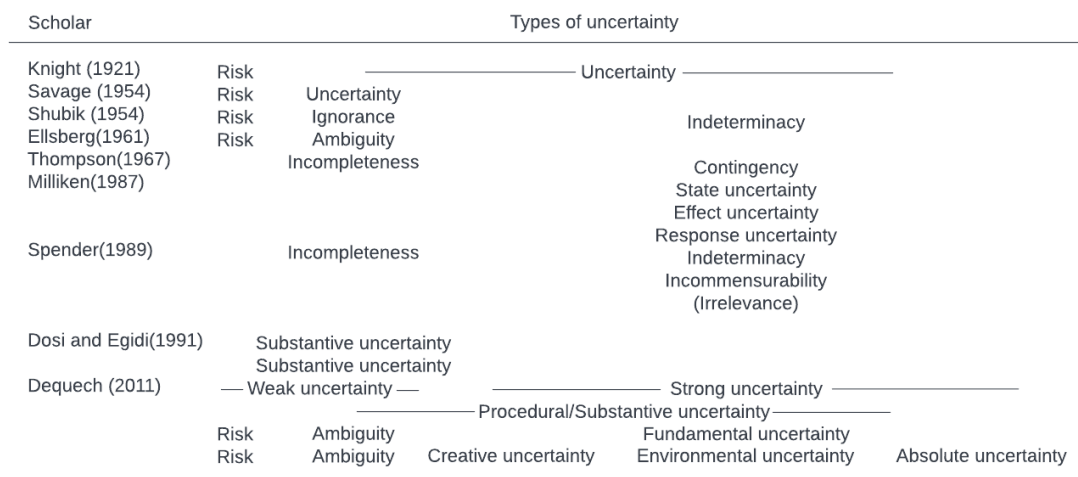 Scholar Types of uncertainty
Knight (1921) Risk Uncertainty
Savage (1954) Risk Uncertainty
Shubik (1954) Risk Ignorance Indeterminacy
Ellsberg(1961) Risk Ambiguity
Thompson(1967) Incompleteness Contingency
Milliken(1987) State uncertainty
Effect uncertainty
Response uncertainty
Spender(1989) Incompleteness Indeterminacy
Incommensurability
(Irrelevance)
Dosi and Egidi(1991) Substantive uncertainty
Substantive uncertainty
Dequech (2011) Weak uncertainty Strong uncertainty
Procedural/Substantive uncertainty
Risk Ambiguity Fundamental uncertainty
Risk Ambiguity Creative uncertainty Environmental uncertainty Absolute uncertainty